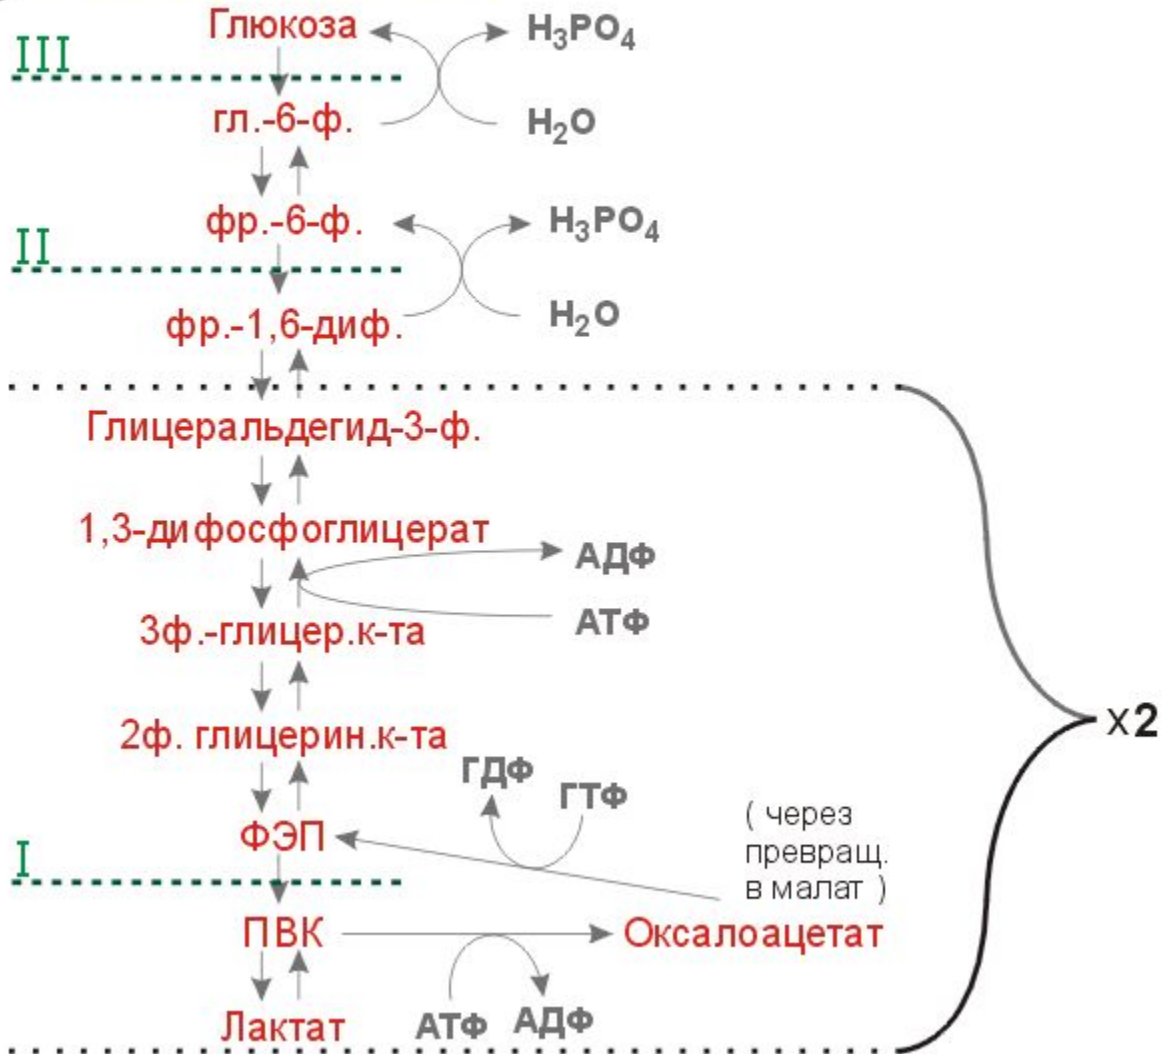 Глюкоза
H3PO4
III
гл.-6-ф.
H2O
фр.-6-ф.
H3PO4
II
фр.-1,6-диф.
H2O
Глицеральдегид-3-ф.
1,3-дифосфоглицерат
АДФ
3ф.-глицер.к-та
АТФ
2ф. глицерин.к-та
x2
ГДФ
ГТФ
( через
превращ.
в малат )
ФЭП
I
ПВК
Оксалоацетат
Лактат
АТФ
АДФ